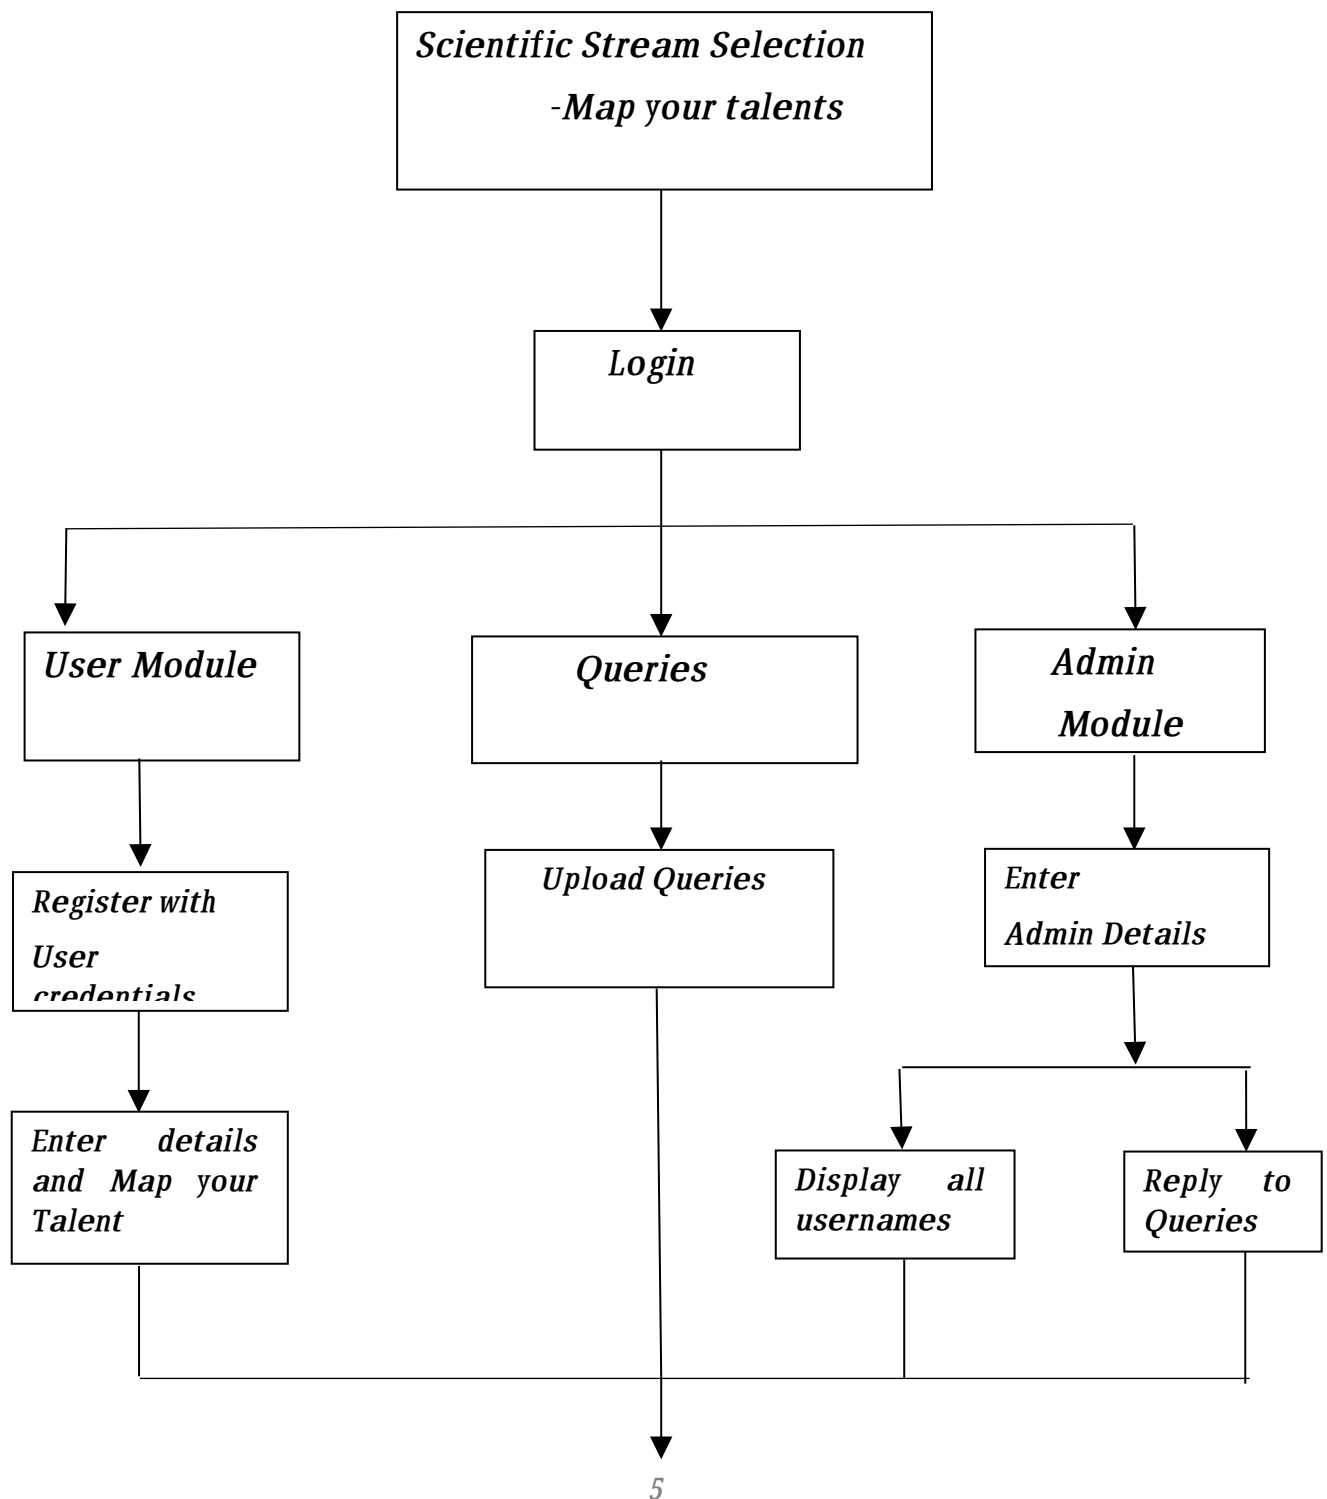 Scientific Stream Selection
-Map your talents
Login
User Module
Queries
Admin
Module
Register with
User
credentials
Upload Queries
Enter
Admin Details
Enter details
and Map your
Talent
Display all
usernames
Reply to
Queries
5